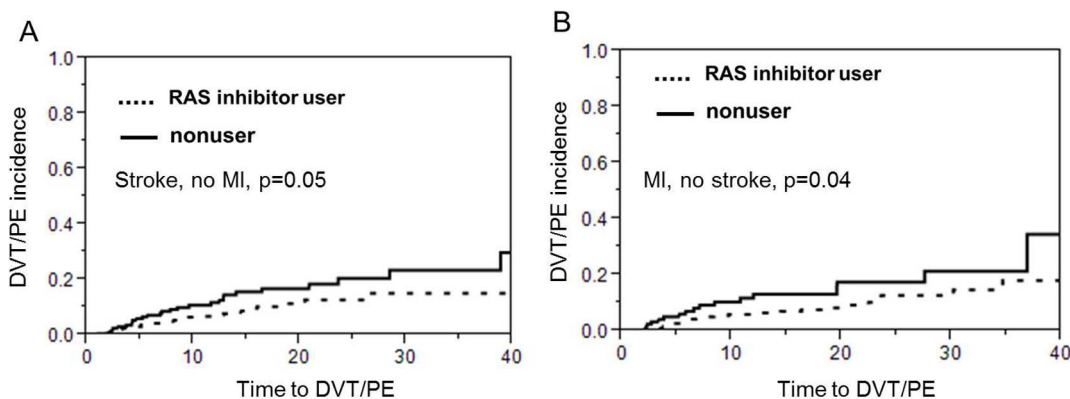 A
1.0
0.8
0.6
0.4
0.2
0.0
DVT/PE incidence
RAS inhibitor user
nonuser
Stroke, no MI, p=0.05
0 10 20 30 40
Time to DVT/PE
B
1.0
0.8
0.6
0.4
0.2
0.0
DVT/PE incidence
RAS inhibitor user
nonuser
MI, no stroke, p=0.04
0 10 20 30 40
Time to DVT/PE